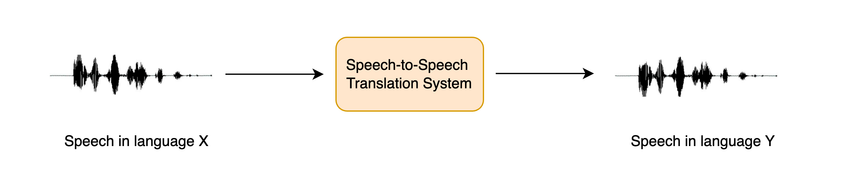 Speech-to-Speech
Translation System
Speech in language X
Speech in language Y